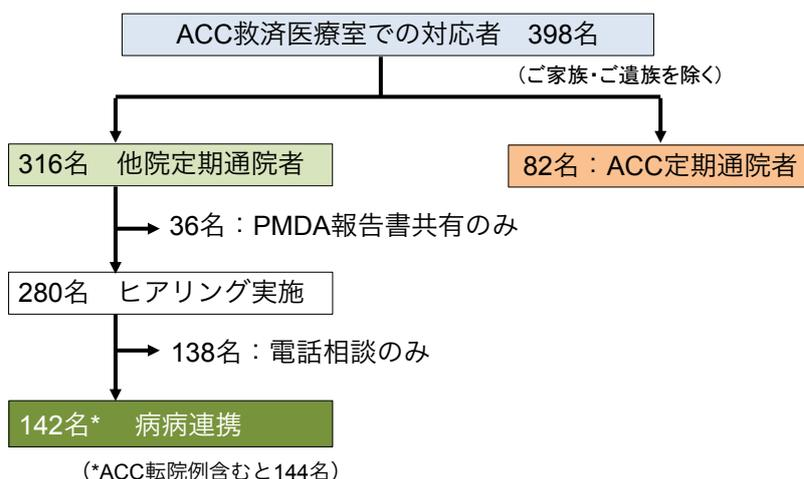 ACC救済医療室での対応者　398名
(ご家族・ご遺族を除く)
316名　他院定期通院者
82名：ACC定期通院者
36名：PMDA報告書共有のみ
280名　ヒアリング実施
138名：電話相談のみ
142名*　病病連携
（*ACC転院例含むと144名）